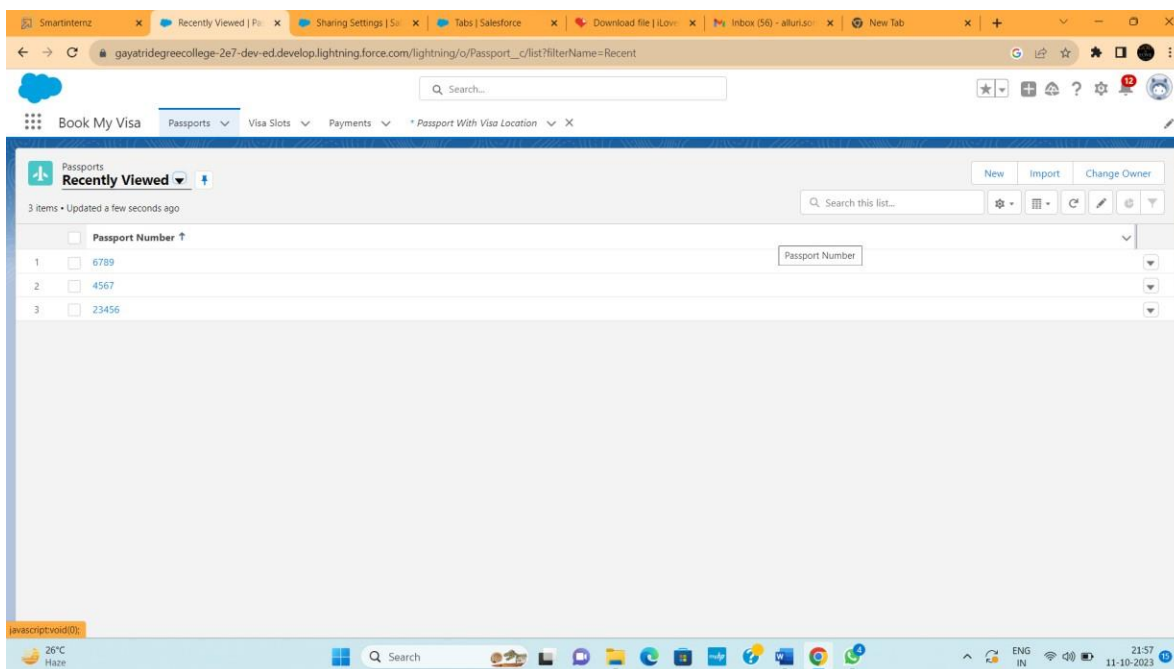 Smartinternz
Recently Viewed | Pa
Sharing Settings | Sa
Tabs | Salesforce
Download file | iLove
Inbox (56) - alluri.so
New Tab
gayatridegreecollege-2e7-dev-ed.develop.lightning.force.com/lightning/o/Passport__c/list?filterName=Recent
Search...
12
Book My Visa
Passports
Visa Slots
Payments
* Passport With Visa Location
Passports
Recently Viewed
New
Import
Change Owner
3 items • Updated a few seconds ago
Search this list...
Passport Number ↑
Passport Number
1 6789
2 4567
3 23456
javascript:void(0);
26°C
Haze
Search
4
ENG
IN
21:57
11-10-2023
15